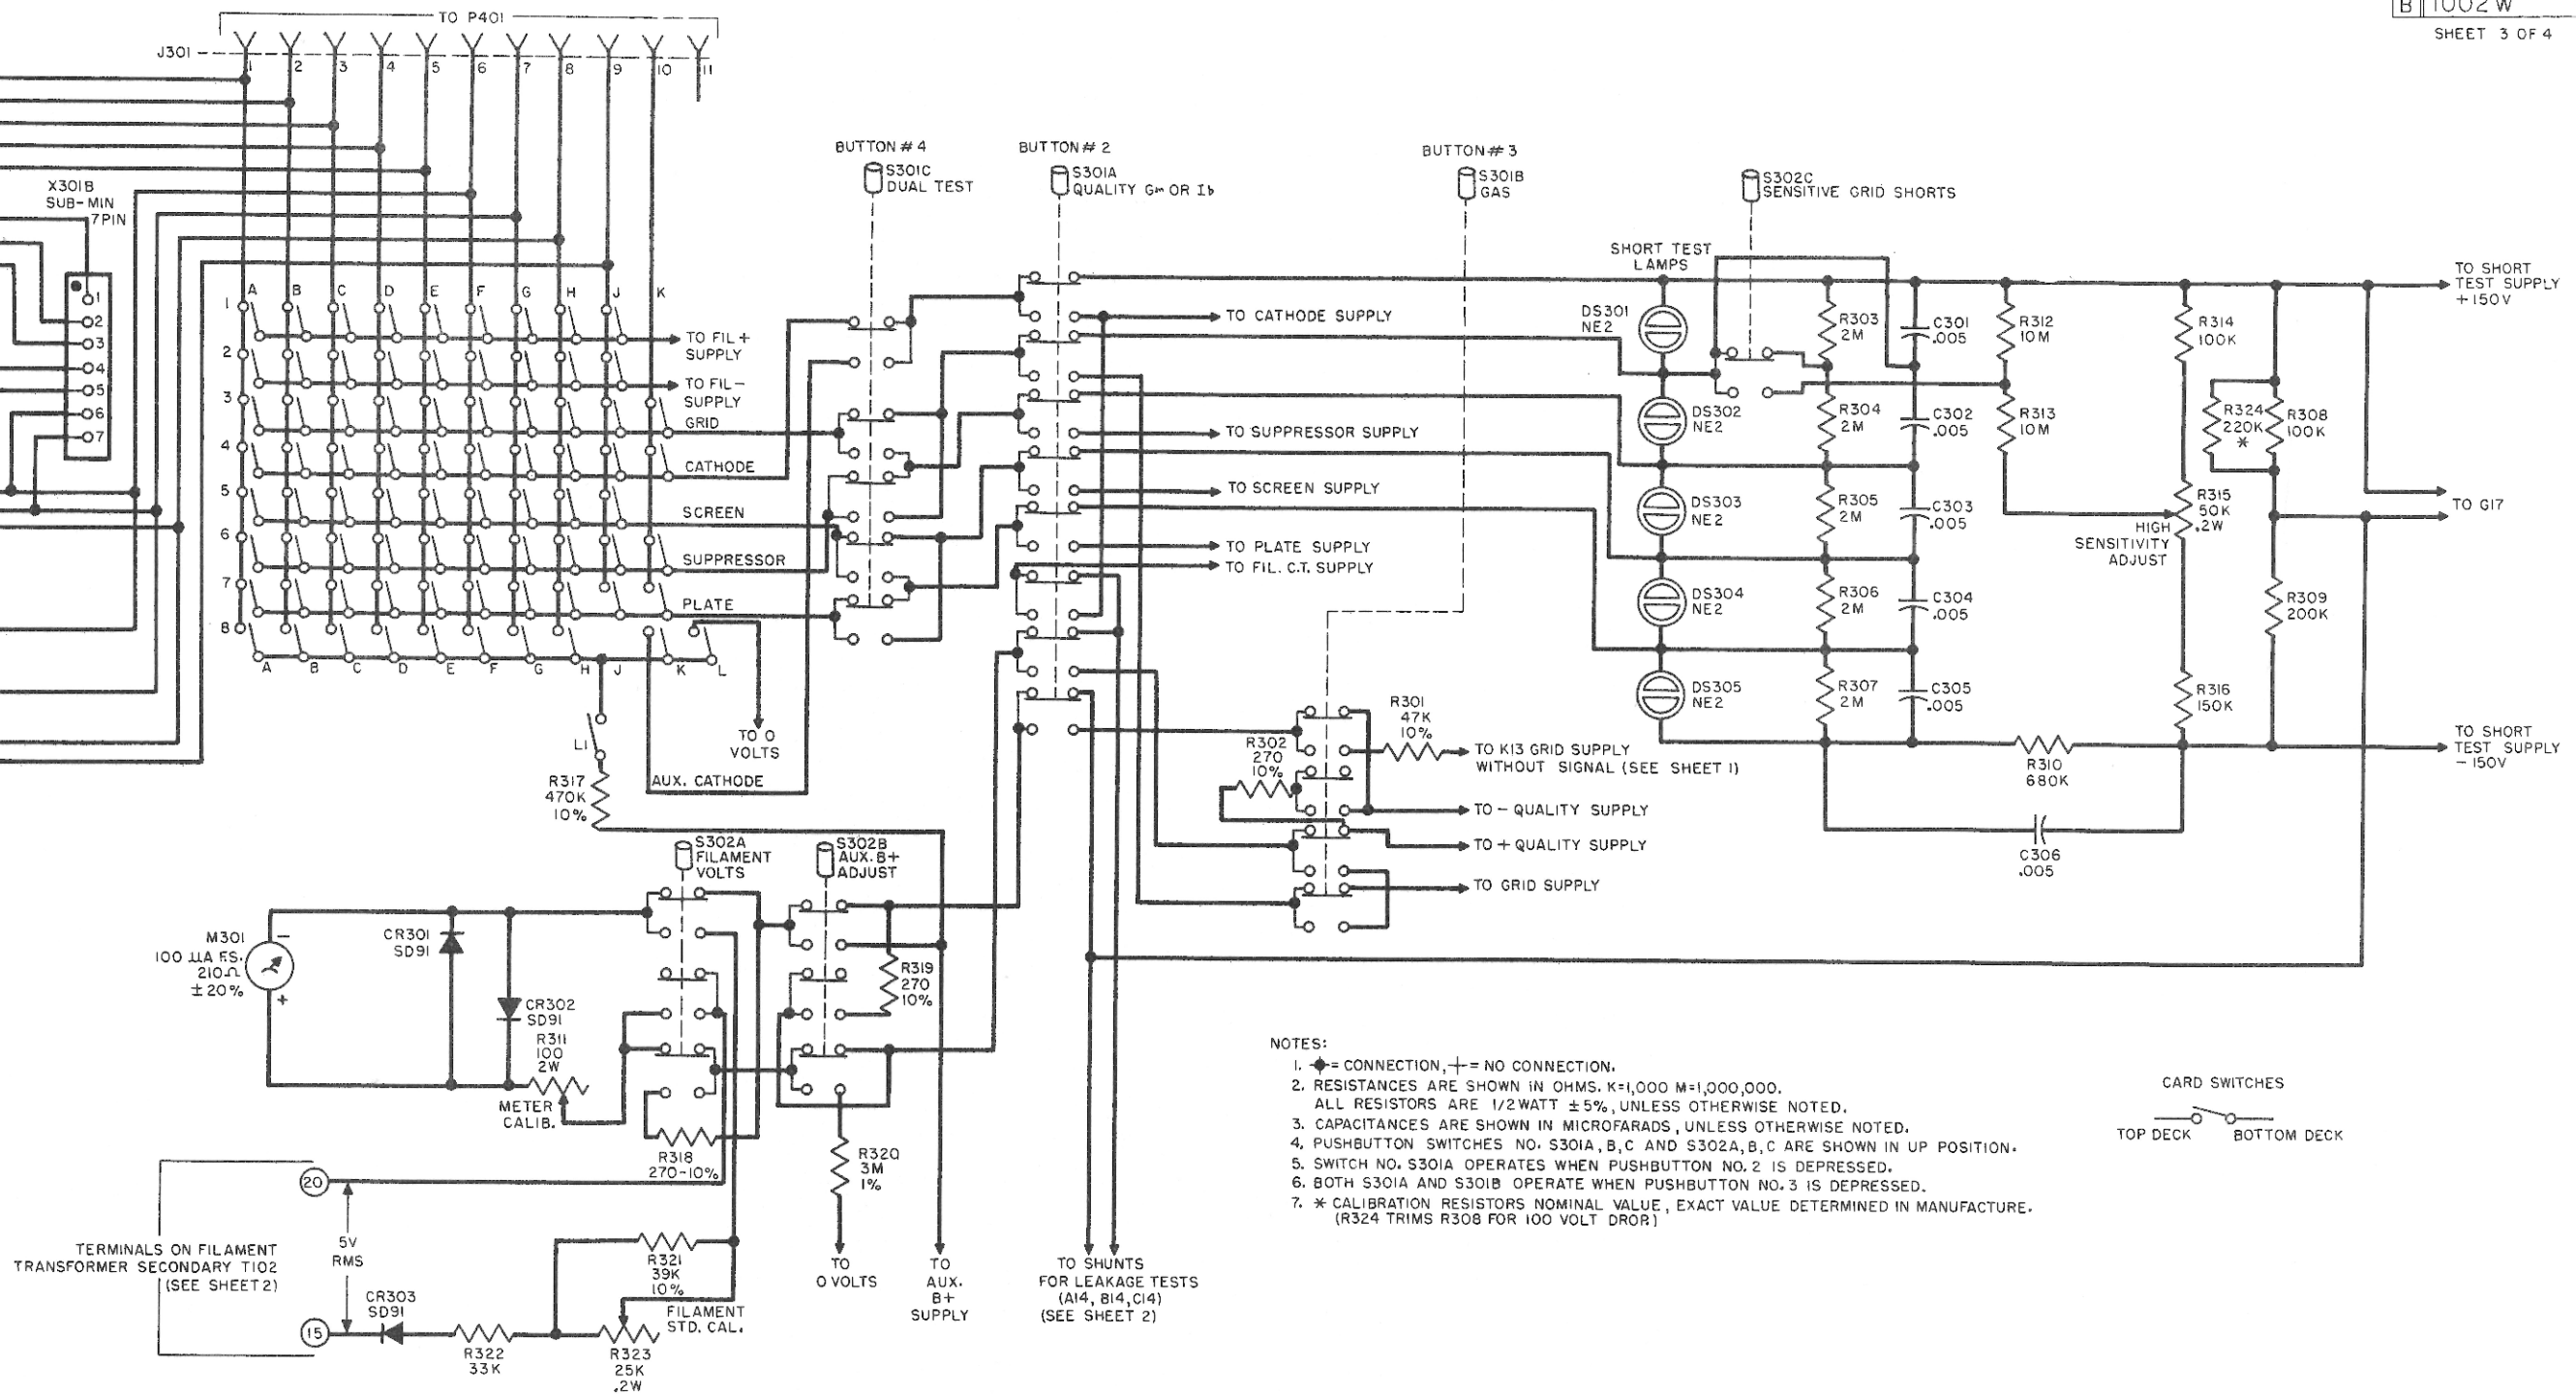 B 1002 W
SHEET 3 OF 4
TO P401
J301
1 2 3 4 5 6 7 8 9 10 11
X301B
SUB-MIN
7PIN
1
2
3
4
5
6
7
A B C D E F G H J K
1
2
3
4
5
6
7
8
A B C D E F G H J K L
TO FIL+
SUPPLY
TO FIL-
SUPPLY
GRID
CATHODE
SCREEN
SUPPRESSOR
PLATE
TO O
VOLTS
L1
R317
470K
10%
AUX. CATHODE
BUTTON # 4
S301C
DUAL TEST
BUTTON # 2
S301A
QUALITY Gm OR Ib
BUTTON # 3
S301B
GAS
S302C
SENSITIVE GRID SHORTS
TO CATHODE SUPPLY
TO SUPPRESSOR SUPPLY
TO SCREEN SUPPLY
TO PLATE SUPPLY
TO FIL. C.T. SUPPLY
SHORT TEST
LAMPS
DS301
NE2
DS302
NE2
DS303
NE2
DS304
NE2
DS305
NE2
R303
2M
R304
2M
R305
2M
R306
2M
R307
2M
C301
.005
C302
.005
C303
.005
C304
.005
C305
.005
R312
10M
R313
10M
R314
100K
R315
50K
.2W
HIGH
SENSITIVITY
ADJUST
R316
150K
R324
220K
*
R308
100K
R309
200K
R310
680K
C306
.005
TO SHORT
TEST SUPPLY
+150V
TO G17
TO SHORT
TEST SUPPLY
-150V
R301
47K
10%
R302
270
10%
TO K13 GRID SUPPLY
WITHOUT SIGNAL (SEE SHEET 1)
TO - QUALITY SUPPLY
TO + QUALITY SUPPLY
TO GRID SUPPLY
S302A
FILAMENT
VOLTS
S302B
AUX. B+
ADJUST
M301
100 µA F.S.
210Ω
±20%
-
+
CR301
SD91
CR302
SD91
R311
100
2W
METER
CALIB.
R319
270
10%
R318
270-10%
R320
3M
1%
20
15
5V
RMS
TERMINALS ON FILAMENT
TRANSFORMER SECONDARY T102
(SEE SHEET 2)
CR303
SD91
R322
33K
R321
39K
10%
FILAMENT
STD. CAL.
R323
25K
.2W
TO
O VOLTS
TO
AUX.
B+
SUPPLY
TO SHUNTS
FOR LEAKAGE TESTS
(A14, B14, C14)
(SEE SHEET 2)
NOTES:
1. = CONNECTION, = NO CONNECTION.
2. RESISTANCES ARE SHOWN IN OHMS. K=1,000 M=1,000,000.
ALL RESISTORS ARE 1/2 WATT ±5%, UNLESS OTHERWISE NOTED.
3. CAPACITANCES ARE SHOWN IN MICROFARADS, UNLESS OTHERWISE NOTED.
4. PUSHBUTTON SWITCHES NO. S301A, B, C AND S302A, B, C ARE SHOWN IN UP POSITION.
5. SWITCH NO. S301A OPERATES WHEN PUSHBUTTON NO. 2 IS DEPRESSED.
6. BOTH S301A AND S301B OPERATE WHEN PUSHBUTTON NO. 3 IS DEPRESSED.
7. * CALIBRATION RESISTORS NOMINAL VALUE, EXACT VALUE DETERMINED IN MANUFACTURE.
(R324 TRIMS R308 FOR 100 VOLT DROP.)
CARD SWITCHES
TOP DECK BOTTOM DECK